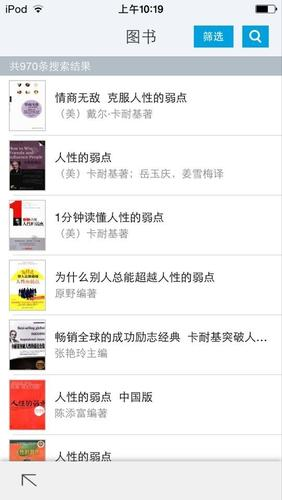 iPod 上午10:19
图书
筛选
共970条搜索结果
情商无敌 克服人性的弱点
（美）戴尔·卡耐基著
人性的弱点
（美）卡耐基著；岳玉庆，姜雪梅译
1分钟读懂人性的弱点
（美）卡耐基著
为什么别人总能超越人性的弱点
原野编著
畅销全球的成功励志经典 卡耐基突破人...
张艳玲主编
人性的弱点 中国版
陈添富编著
人性的弱点